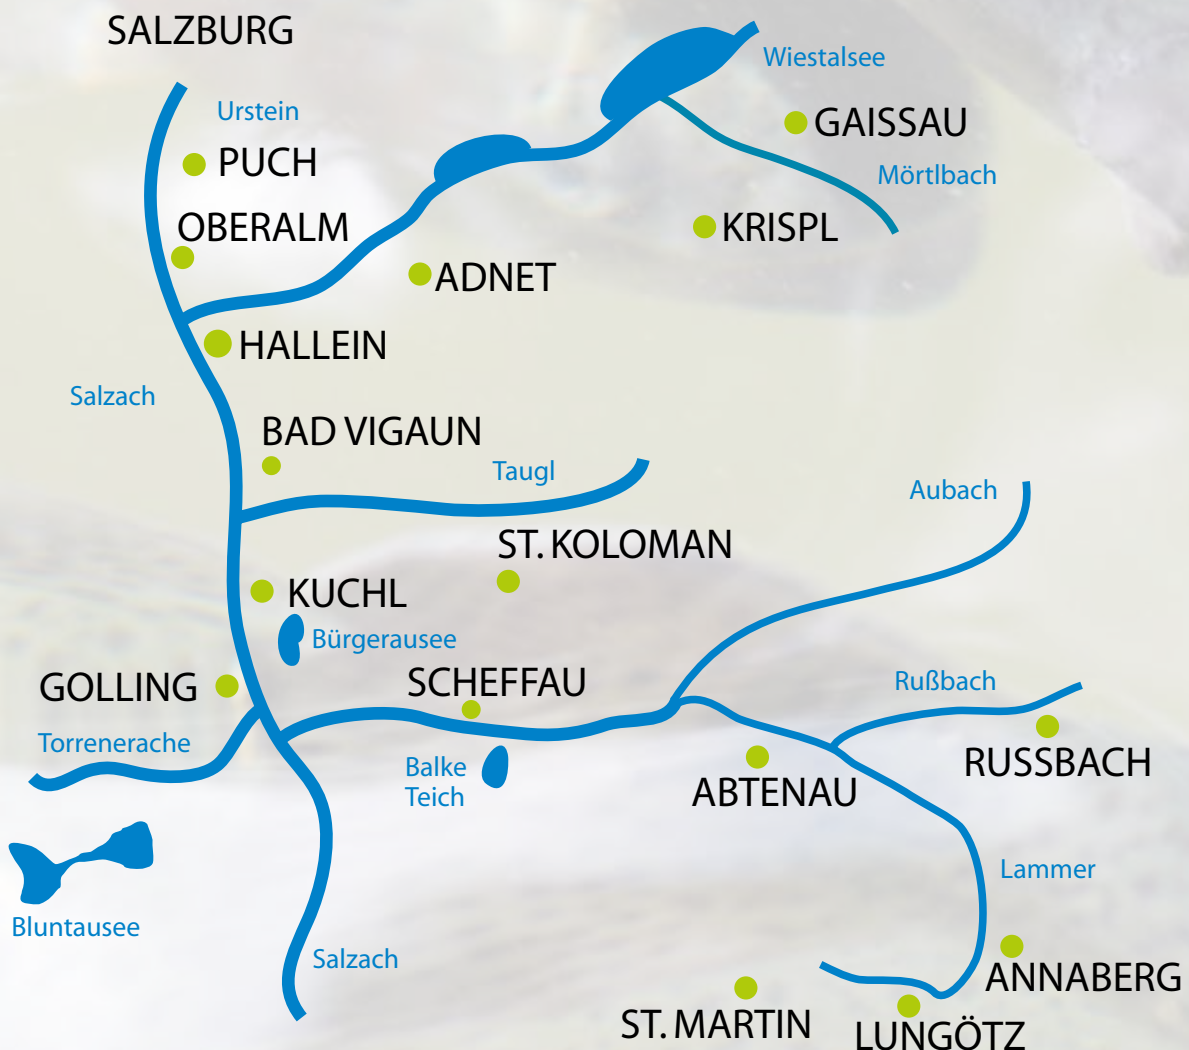 SALZBURG
Wiestalsee
Urstein
GAISSAU
PUCH
Mörtlbach
OBERALM
KRISPL
ADNET
HALLEIN
Salzach
BAD VIGAUN
Taugl
Aubach
ST. KOLOMAN
KUCHL
Bürgerausee
GOLLING
SCHEFFAU
Rußbach
Torrenerache
Balke
Teich
RUSSBACH
ABTENAU
Lammer
Bluntausee
Salzach
ANNABERG
ST. MARTIN
LUNGÖTZ